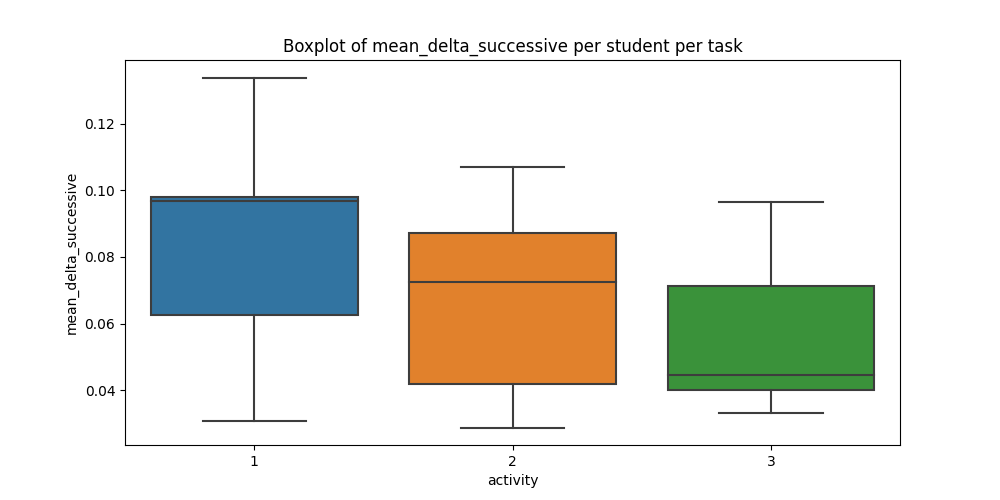 Boxplot of mean_delta_successive per student per task
mean_delta_successive
0.12
0.10
0.08
0.06
0.04
1 2 3
activity